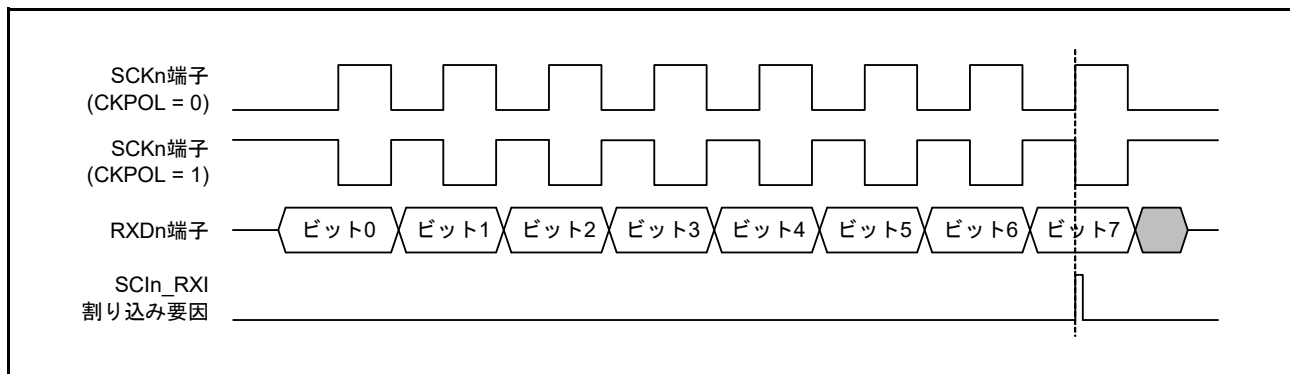 SCKn端子
(CKPOL = 0)
SCKn端子
(CKPOL = 1)
RXDn端子
ビット0 ビット1 ビット2 ビット3 ビット4 ビット5 ビット6 ビット7
SCIn_RXI
割り込み要因